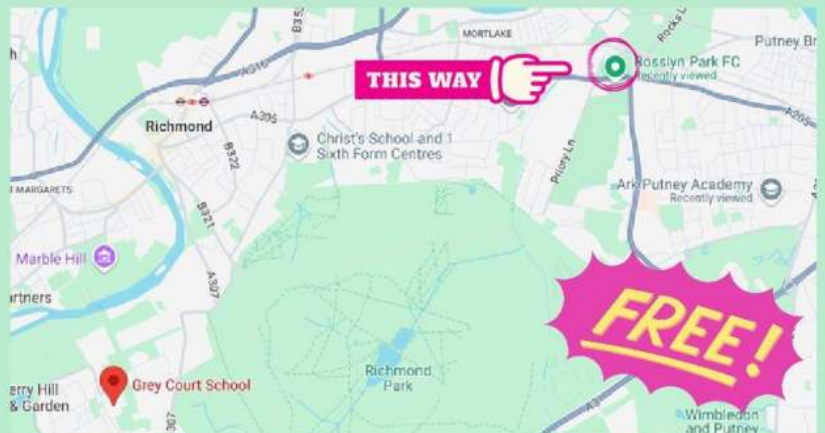 B35
MORTLAKE
Rocks L
Putney Br
h
A316
THIS WAY
Rosslyn Park FC
Recently viewed
A305
A205
Richmond
Christ's School and 1
Sixth Form Centres
B322
Priory Ln
T MARGARETS
Ark Putney Academy
Recently viewed
B321
Marble Hill
A307
artners
FREE!
Richmond
Park
Grey Court School
erry Hill
& Garden
307
A3
Wimbledon
and Putney